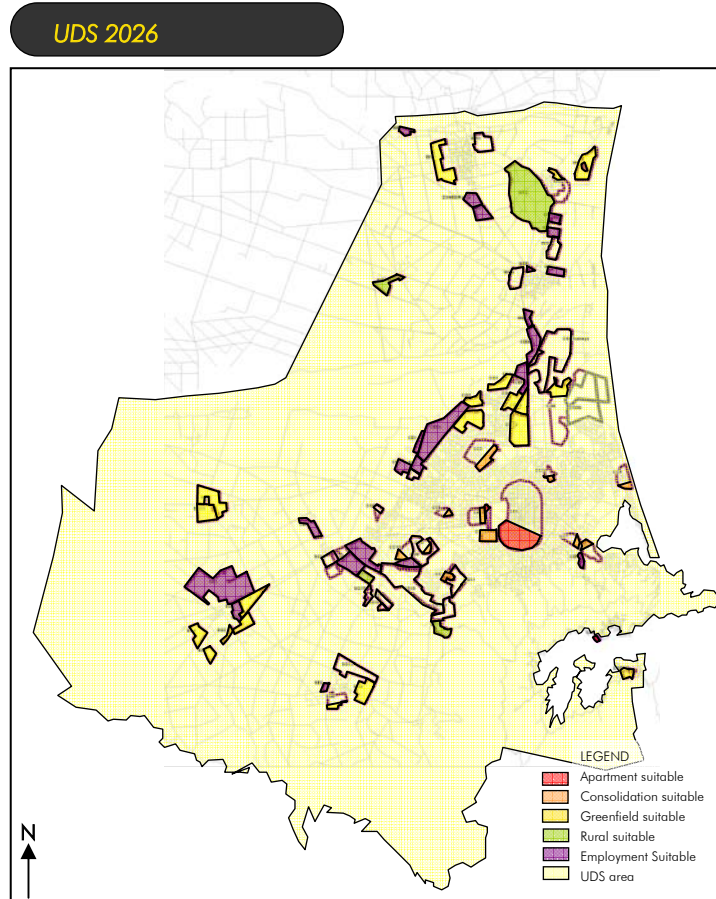 UDS 2026
N
LEGEND
Apartment suitable
Consolidation suitable
Greenfield suitable
Rural suitable
Employment Suitable
UDS area